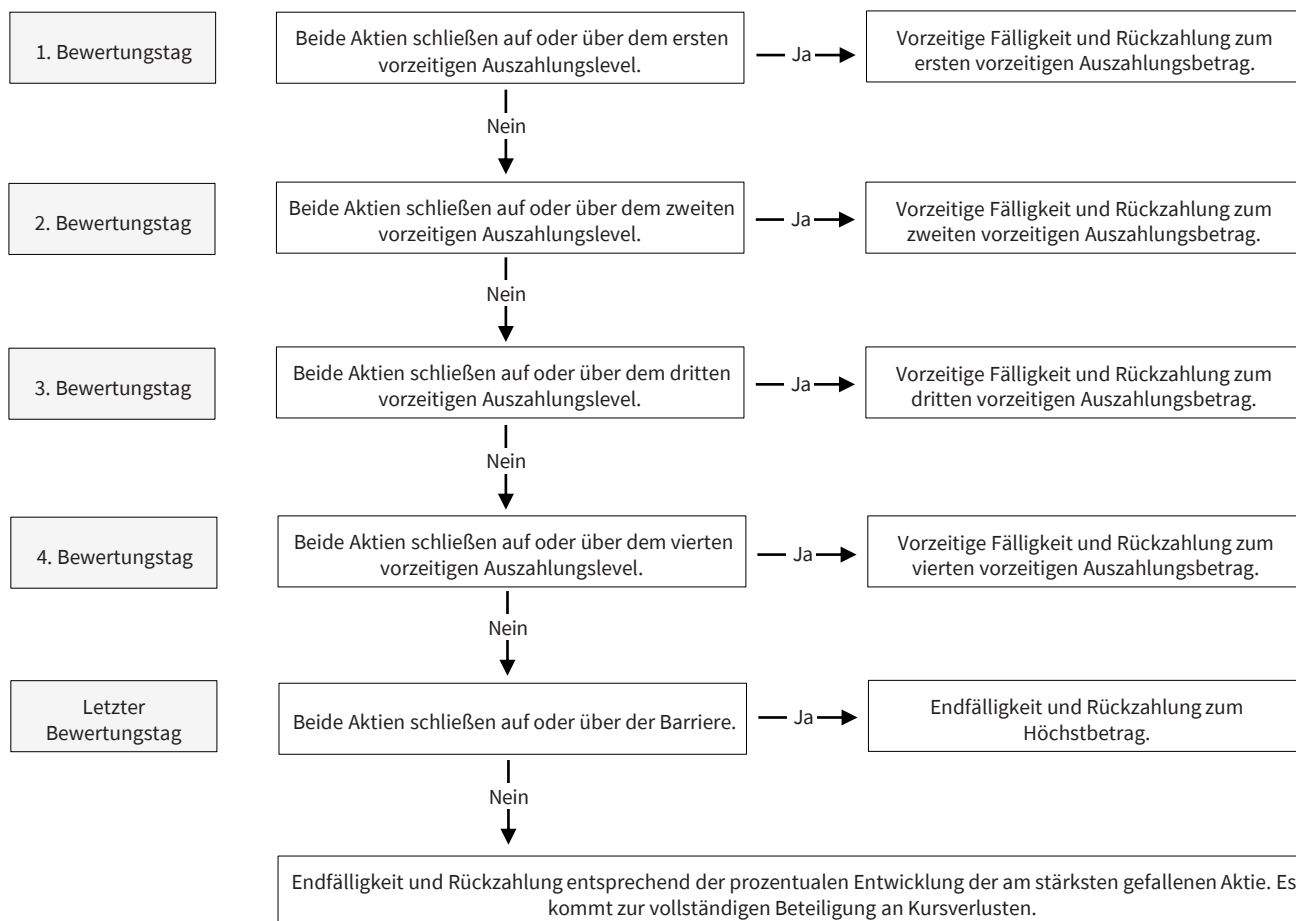 1. Bewertungstag
Beide Aktien schließen auf oder über dem ersten
vorzeitigen Auszahlungslevel.
Ja
Vorzeitige Fälligkeit und Rückzahlung zum
ersten vorzeitigen Auszahlungsbetrag.
Nein
2. Bewertungstag
Beide Aktien schließen auf oder über dem zweiten
vorzeitigen Auszahlungslevel.
Ja
Vorzeitige Fälligkeit und Rückzahlung zum
zweiten vorzeitigen Auszahlungsbetrag.
Nein
3. Bewertungstag
Beide Aktien schließen auf oder über dem dritten
vorzeitigen Auszahlungslevel.
Ja
Vorzeitige Fälligkeit und Rückzahlung zum
dritten vorzeitigen Auszahlungsbetrag.
Nein
4. Bewertungstag
Beide Aktien schließen auf oder über dem vierten
vorzeitigen Auszahlungslevel.
Ja
Vorzeitige Fälligkeit und Rückzahlung zum
vierten vorzeitigen Auszahlungsbetrag.
Nein
Letzter
Bewertungstag
Beide Aktien schließen auf oder über der Barriere.
Ja
Endfälligkeit und Rückzahlung zum
Höchstbetrag.
Nein
Endfälligkeit und Rückzahlung entsprechend der prozentualen Entwicklung der am stärksten gefallenen Aktie. Es
kommt zur vollständigen Beteiligung an Kursverlusten.